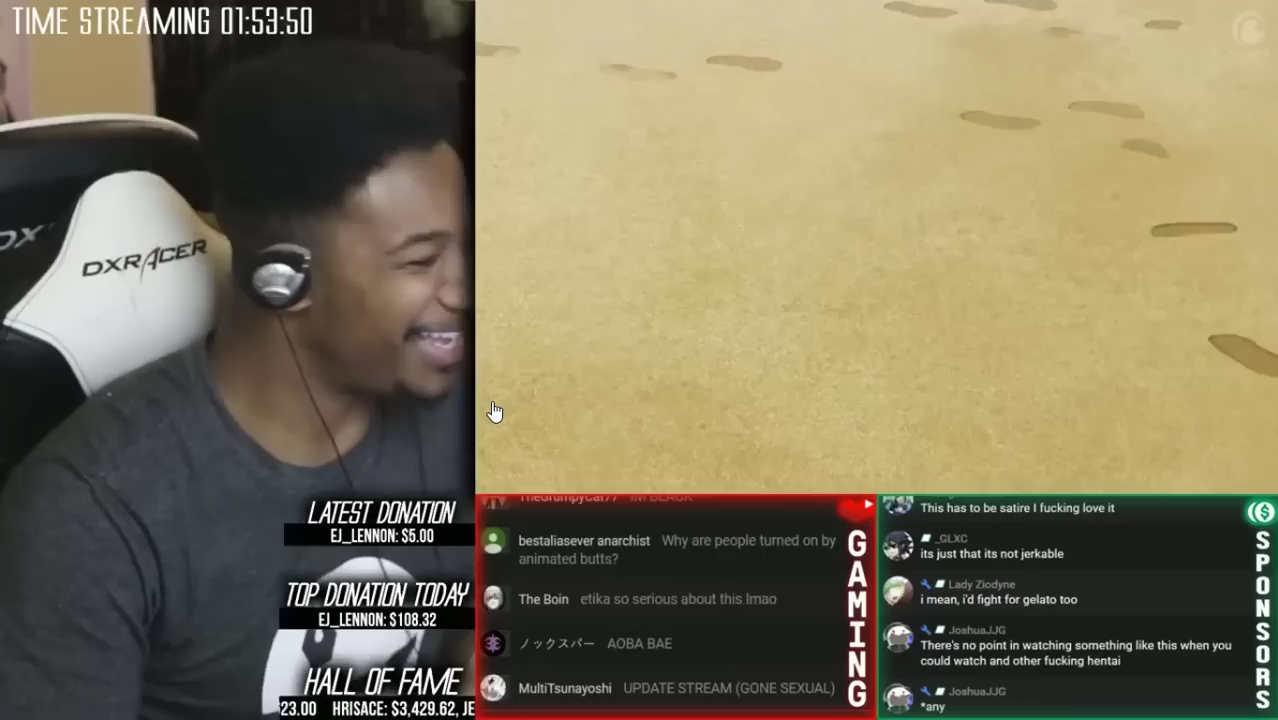 TIME STREAMING 01:53:50
DXRACER
LATEST DONATION
EJ_LENNON: $5.00
TOP DONATION TODAY
EJ_LENNON: $108.32
HALL OF FAME
23.00 HRISACE: $3,429.62, JE
TheGrumpyCat77 IM BLACK
bestaliasever anarchist Why are people turned on by
animated butts?
The Boin etika so serious about this lmao
ノックスバー AOBA BAE
MultiTsunayoshi UPDATE STREAM (GONE SEXUAL)
GAMING
This has to be satire I fucking love it
_GLXC
its just that its not jerkable
Lady Ziodyne
i mean, i'd fight for gelato too
JoshuaJJG
There's no point in watching something like this when you
could watch and other fucking hentai
JoshuaJJG
*any
SPONSORS